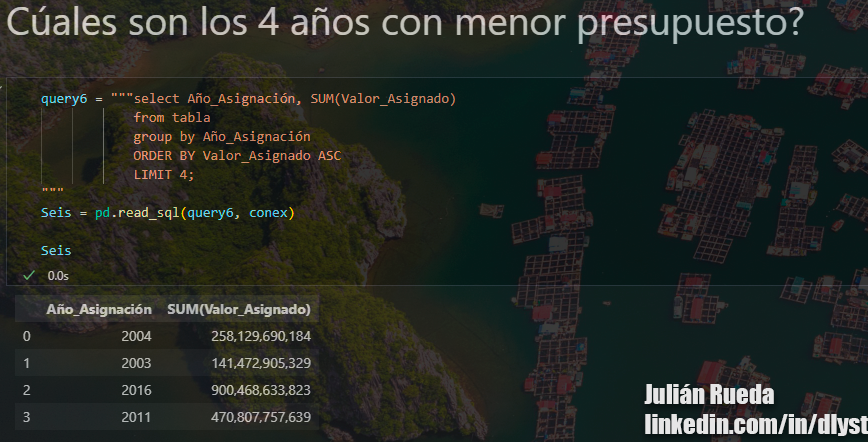 Cúales son los 4 años con menor presupuesto?
query6 = """select Año_Asignación, SUM(Valor_Asignado)
from tabla
group by Año_Asignación
ORDER BY Valor_Asignado ASC
LIMIT 4;
"""
Seis = pd.read_sql(query6, conex)
Seis
0.0s
Año_Asignación SUM(Valor_Asignado)
0 2004 258,129,690,184
1 2003 141,472,905,329
2 2016 900,468,633,823
3 2011 470,807,757,639
Julián Rueda
linkedin.com/in/dlyst